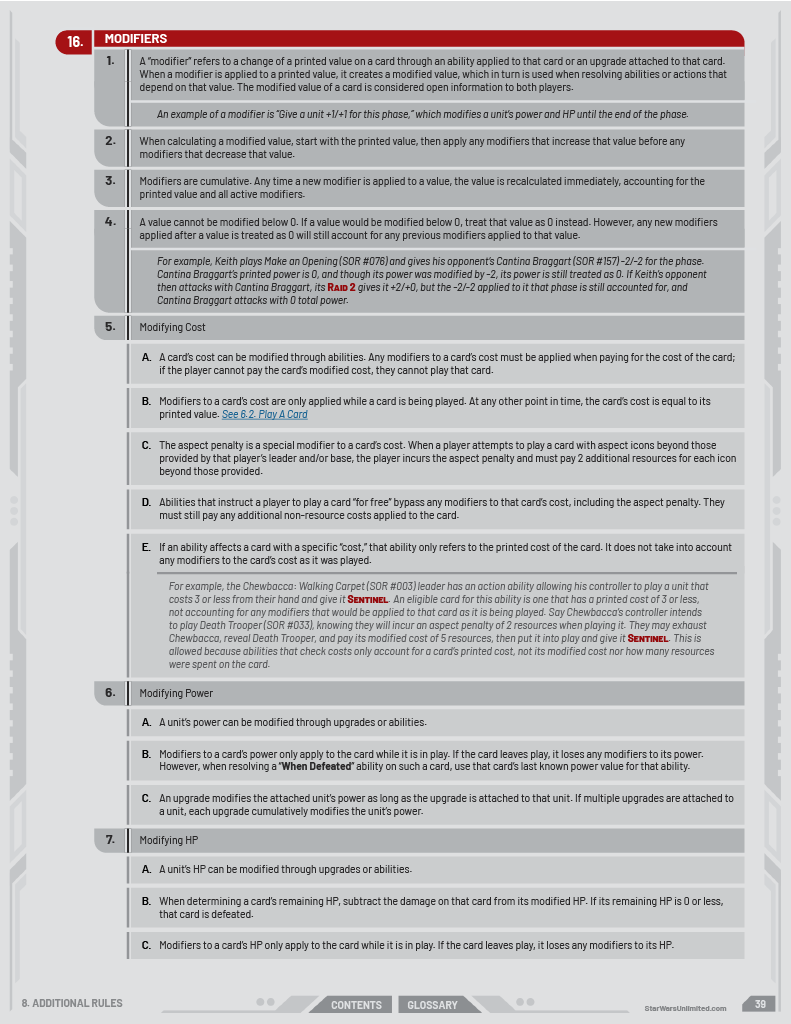 16. MODIFIERS
1. A “modifier” refers to a change of a printed value on a card through an ability applied to that card or an upgrade attached to that card.
When a modifier is applied to a printed value, it creates a modified value, which in turn is used when resolving abilities or actions that
depend on that value. The modified value of a card is considered open information to both players.
An example of a modifier is “Give a unit +1/+1 for this phase,” which modifies a unit’s power and HP until the end of the phase.
2. When calculating a modified value, start with the printed value, then apply any modifiers that increase that value before any
modifiers that decrease that value.
3. Modifiers are cumulative. Any time a new modifier is applied to a value, the value is recalculated immediately, accounting for the
printed value and all active modifiers.
4. A value cannot be modified below 0. If a value would be modified below 0, treat that value as 0 instead. However, any new modifiers
applied after a value is treated as 0 will still account for any previous modifiers applied to that value.
For example, Keith plays Make an Opening (SOR #076) and gives his opponent’s Cantina Braggart (SOR #157) -2/-2 for the phase.
Cantina Braggart’s printed power is 0, and though its power was modified by -2, its power is still treated as 0. If Keith’s opponent
then attacks with Cantina Braggart, its RAID 2 gives it +2/+0, but the -2/-2 applied to it that phase is still accounted for, and
Cantina Braggart attacks with 0 total power.
5. Modifying Cost
A. A card’s cost can be modified through abilities. Any modifiers to a card’s cost must be applied when paying for the cost of the card;
if the player cannot pay the card’s modified cost, they cannot play that card.
B. Modifiers to a card’s cost are only applied while a card is being played. At any other point in time, the card’s cost is equal to its
printed value. See 6.2. Play A Card
C. The aspect penalty is a special modifier to a card’s cost. When a player attempts to play a card with aspect icons beyond those
provided by that player’s leader and/or base, the player incurs the aspect penalty and must pay 2 additional resources for each icon
beyond those provided.
D. Abilities that instruct a player to play a card “for free” bypass any modifiers to that card’s cost, including the aspect penalty. They
must still pay any additional non-resource costs applied to the card.
E. If an ability affects a card with a specific “cost,” that ability only refers to the printed cost of the card. It does not take into account
any modifiers to the card’s cost as it was played.
For example, the Chewbacca: Walking Carpet (SOR #003) leader has an action ability allowing his controller to play a unit that
costs 3 or less from their hand and give it SENTINEL. An eligible card for this ability is one that has a printed cost of 3 or less,
not accounting for any modifiers that would be applied to that card as it is being played. Say Chewbacca’s controller intends
to play Death Trooper (SOR #033), knowing they will incur an aspect penalty of 2 resources when playing it. They may exhaust
Chewbacca, reveal Death Trooper, and pay its modified cost of 5 resources, then put it into play and give it SENTINEL. This is
allowed because abilities that check costs only account for a card’s printed cost, not its modified cost nor how many resources
were spent on the card.
6. Modifying Power
A. A unit’s power can be modified through upgrades or abilities.
B. Modifiers to a card’s power only apply to the card while it is in play. If the card leaves play, it loses any modifiers to its power.
However, when resolving a “When Defeated” ability on such a card, use that card’s last known power value for that ability.
C. An upgrade modifies the attached unit’s power as long as the upgrade is attached to that unit. If multiple upgrades are attached to
a unit, each upgrade cumulatively modifies the unit’s power.
7. Modifying HP
A. A unit’s HP can be modified through upgrades or abilities.
B. When determining a card’s remaining HP, subtract the damage on that card from its modified HP. If its remaining HP is 0 or less,
that card is defeated.
C. Modifiers to a card’s HP only apply to the card while it is in play. If the card leaves play, it loses any modifiers to its HP.
8. ADDITIONAL RULES CONTENTS GLOSSARY StarWarsUnlimited.com 39